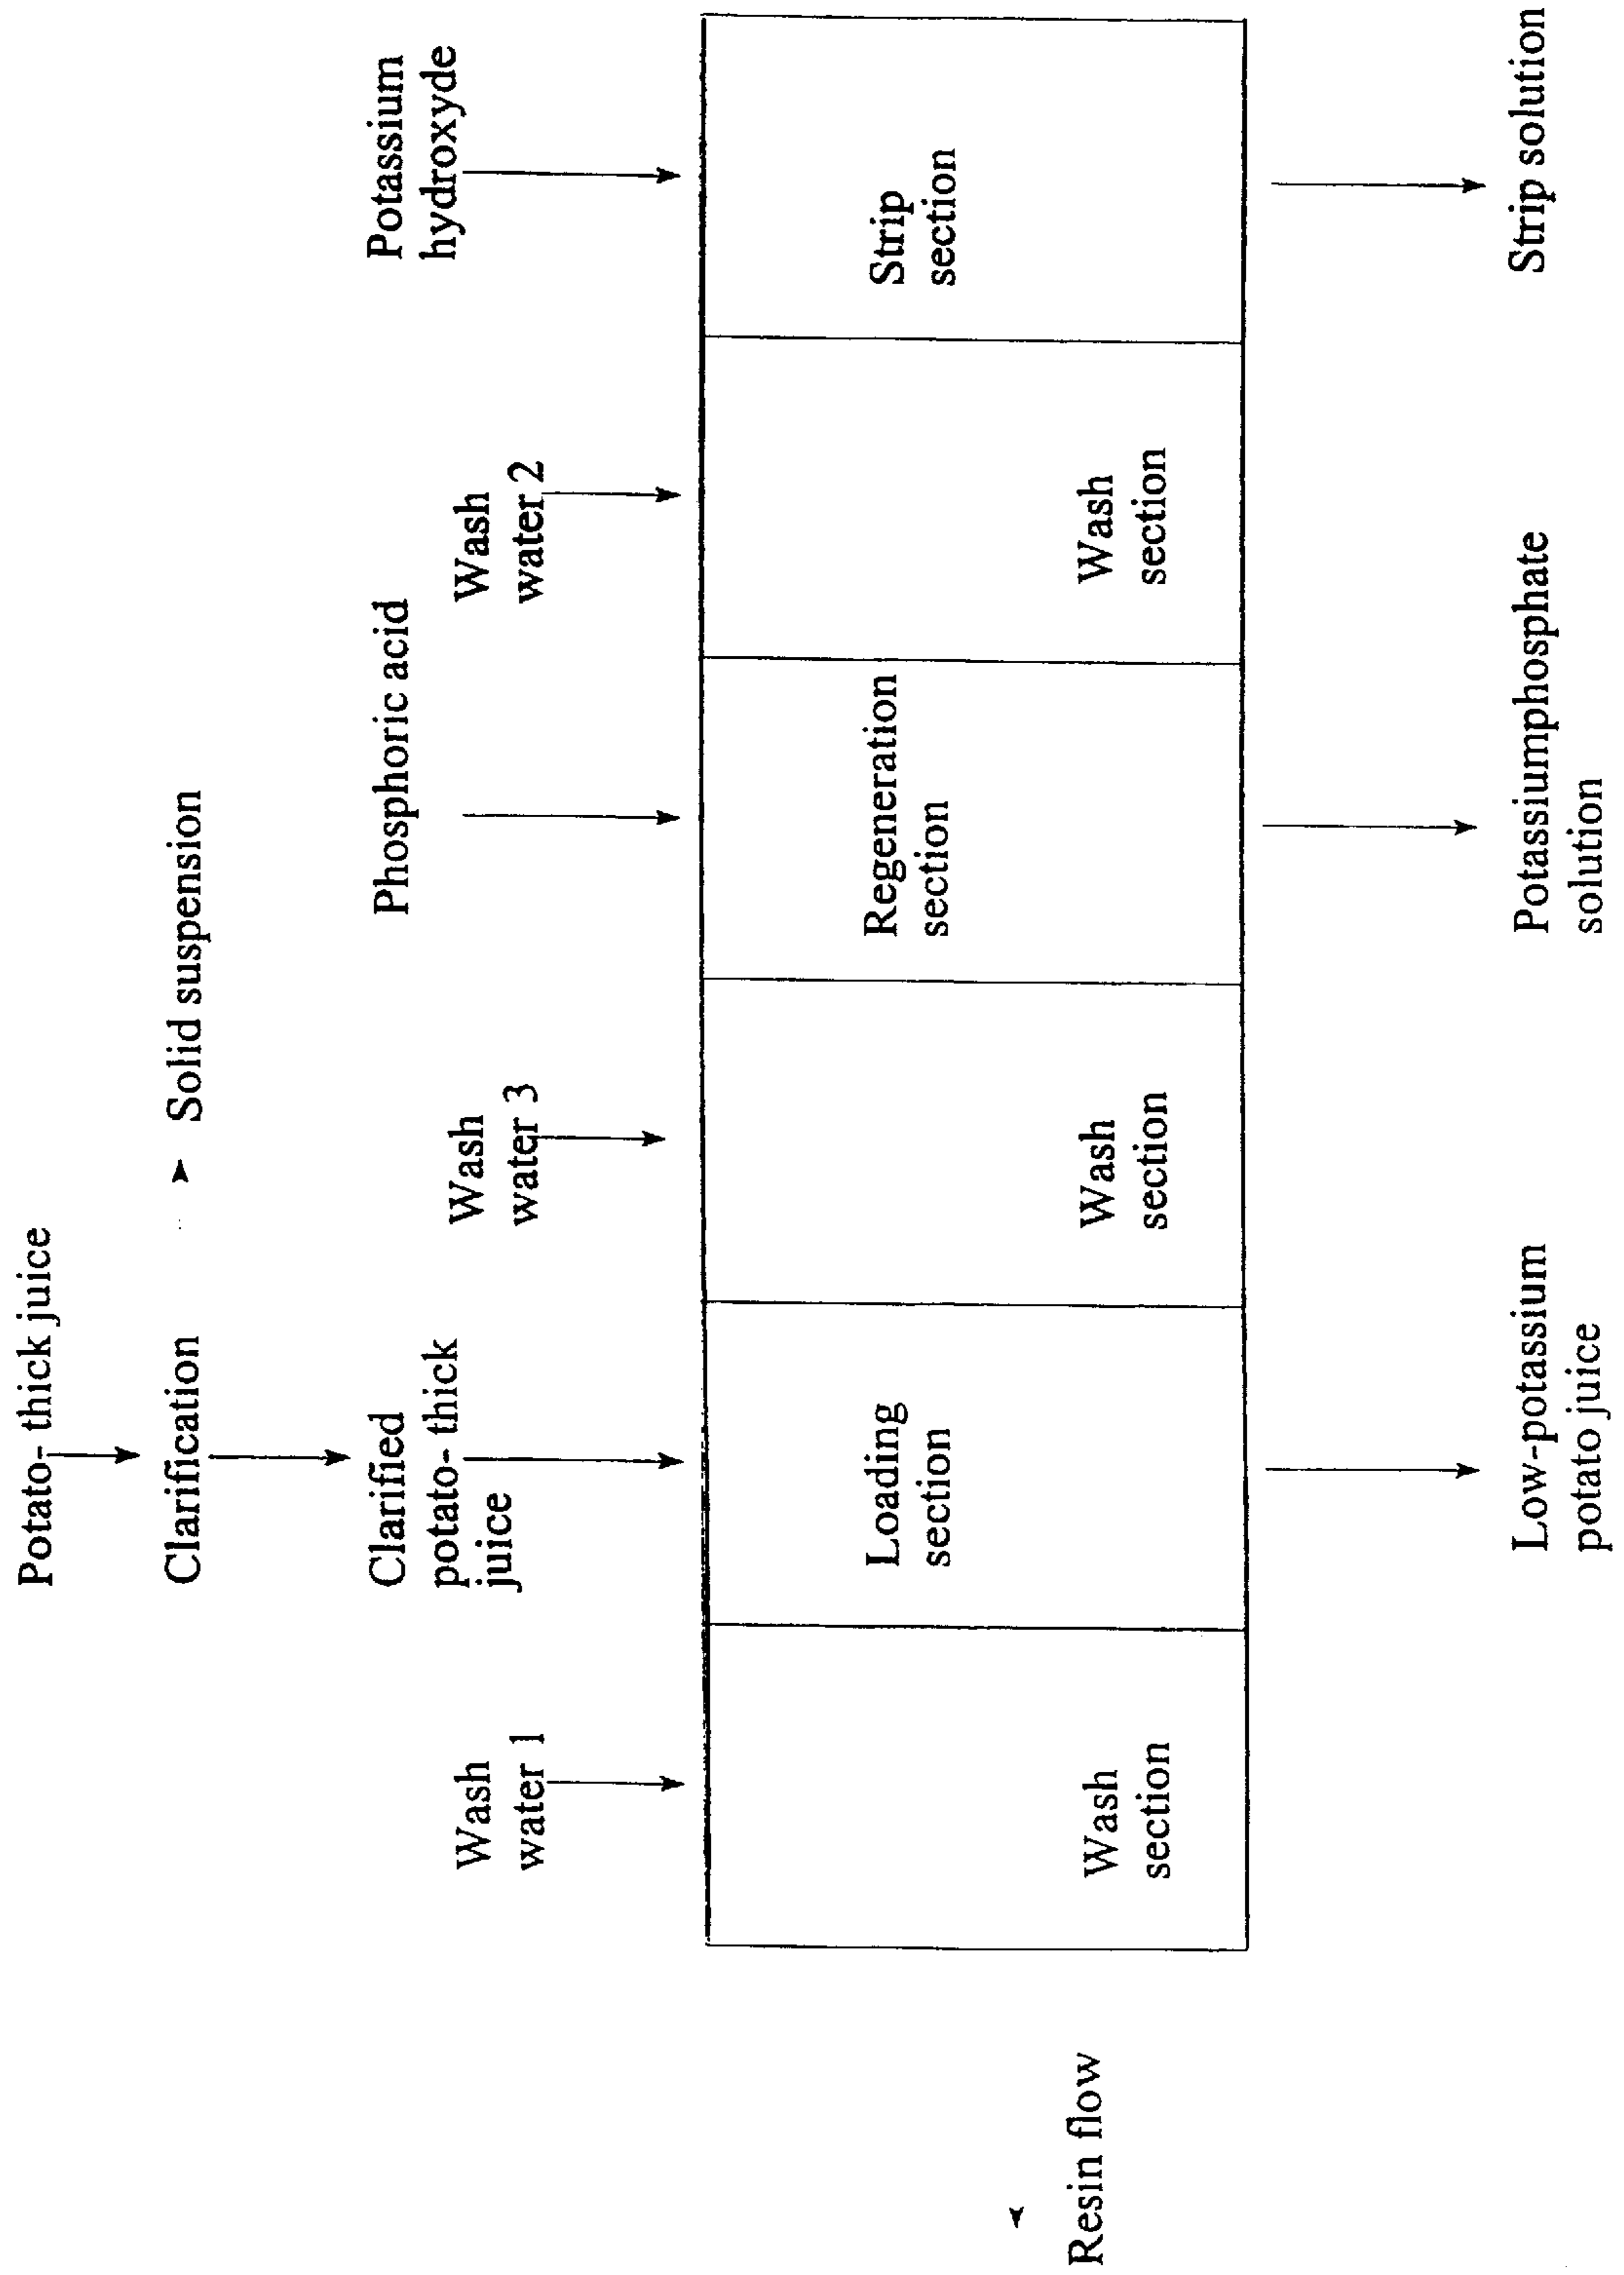 Potato-thick juice
Clarification
Solid suspension
Clarified
potato-thick
juice
Phosphoric acid
Potassium
hydroxyde
Wash
water 1
Wash
water 3
Wash
water 2
Loading
section
Regeneration
section
Strip
section
Resin flow
Wash
section
Wash
section
Wash
section
Low-potassium
potato juice
Potassiumphosphate
solution
Strip solution